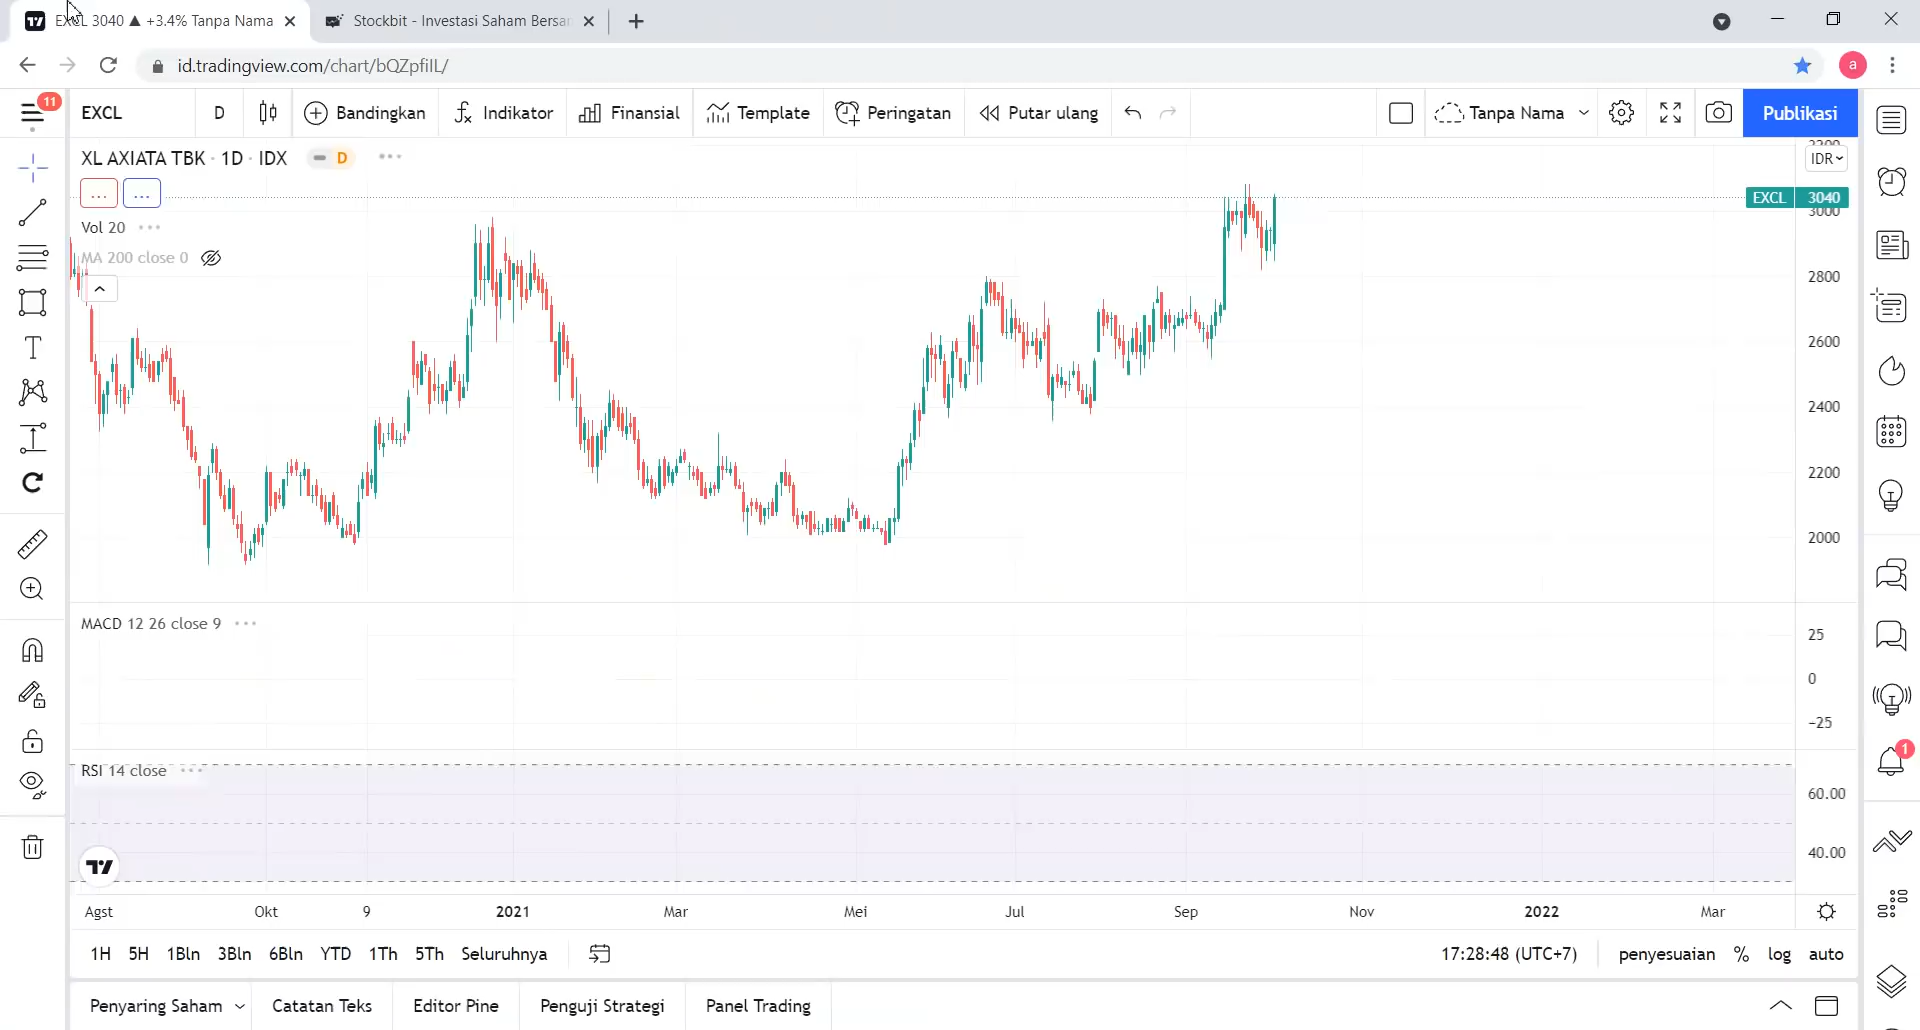 EXCL 3040 ▲ +3.4% Tanpa Nama
Stockbit - Investasi Saham Bersa
id.tradingview.com/chart/bQZpfiIL/
a
11
EXCL
D
Bandingkan
Indikator
Finansial
Template
Peringatan
Putar ulang
Tanpa Nama
Publikasi
XL AXIATA TBK · 1D · IDX
D
IDR
... ...
EXCL 3040
Vol 20
MA 200 close 0
3000
2800
2600
2400
2200
2000
MACD 12 26 close 9
25
0
−25
RSI 14 close
60.00
40.00
1
Agst Okt 9 2021 Mar Mei Jul Sep Nov 2022 Mar
1H 5H 1Bln 3Bln 6Bln YTD 1Th 5Th Seluruhnya
17:28:48 (UTC+7)
penyesuaian % log auto
Penyaring Saham
Catatan Teks
Editor Pine
Penguji Strategi
Panel Trading